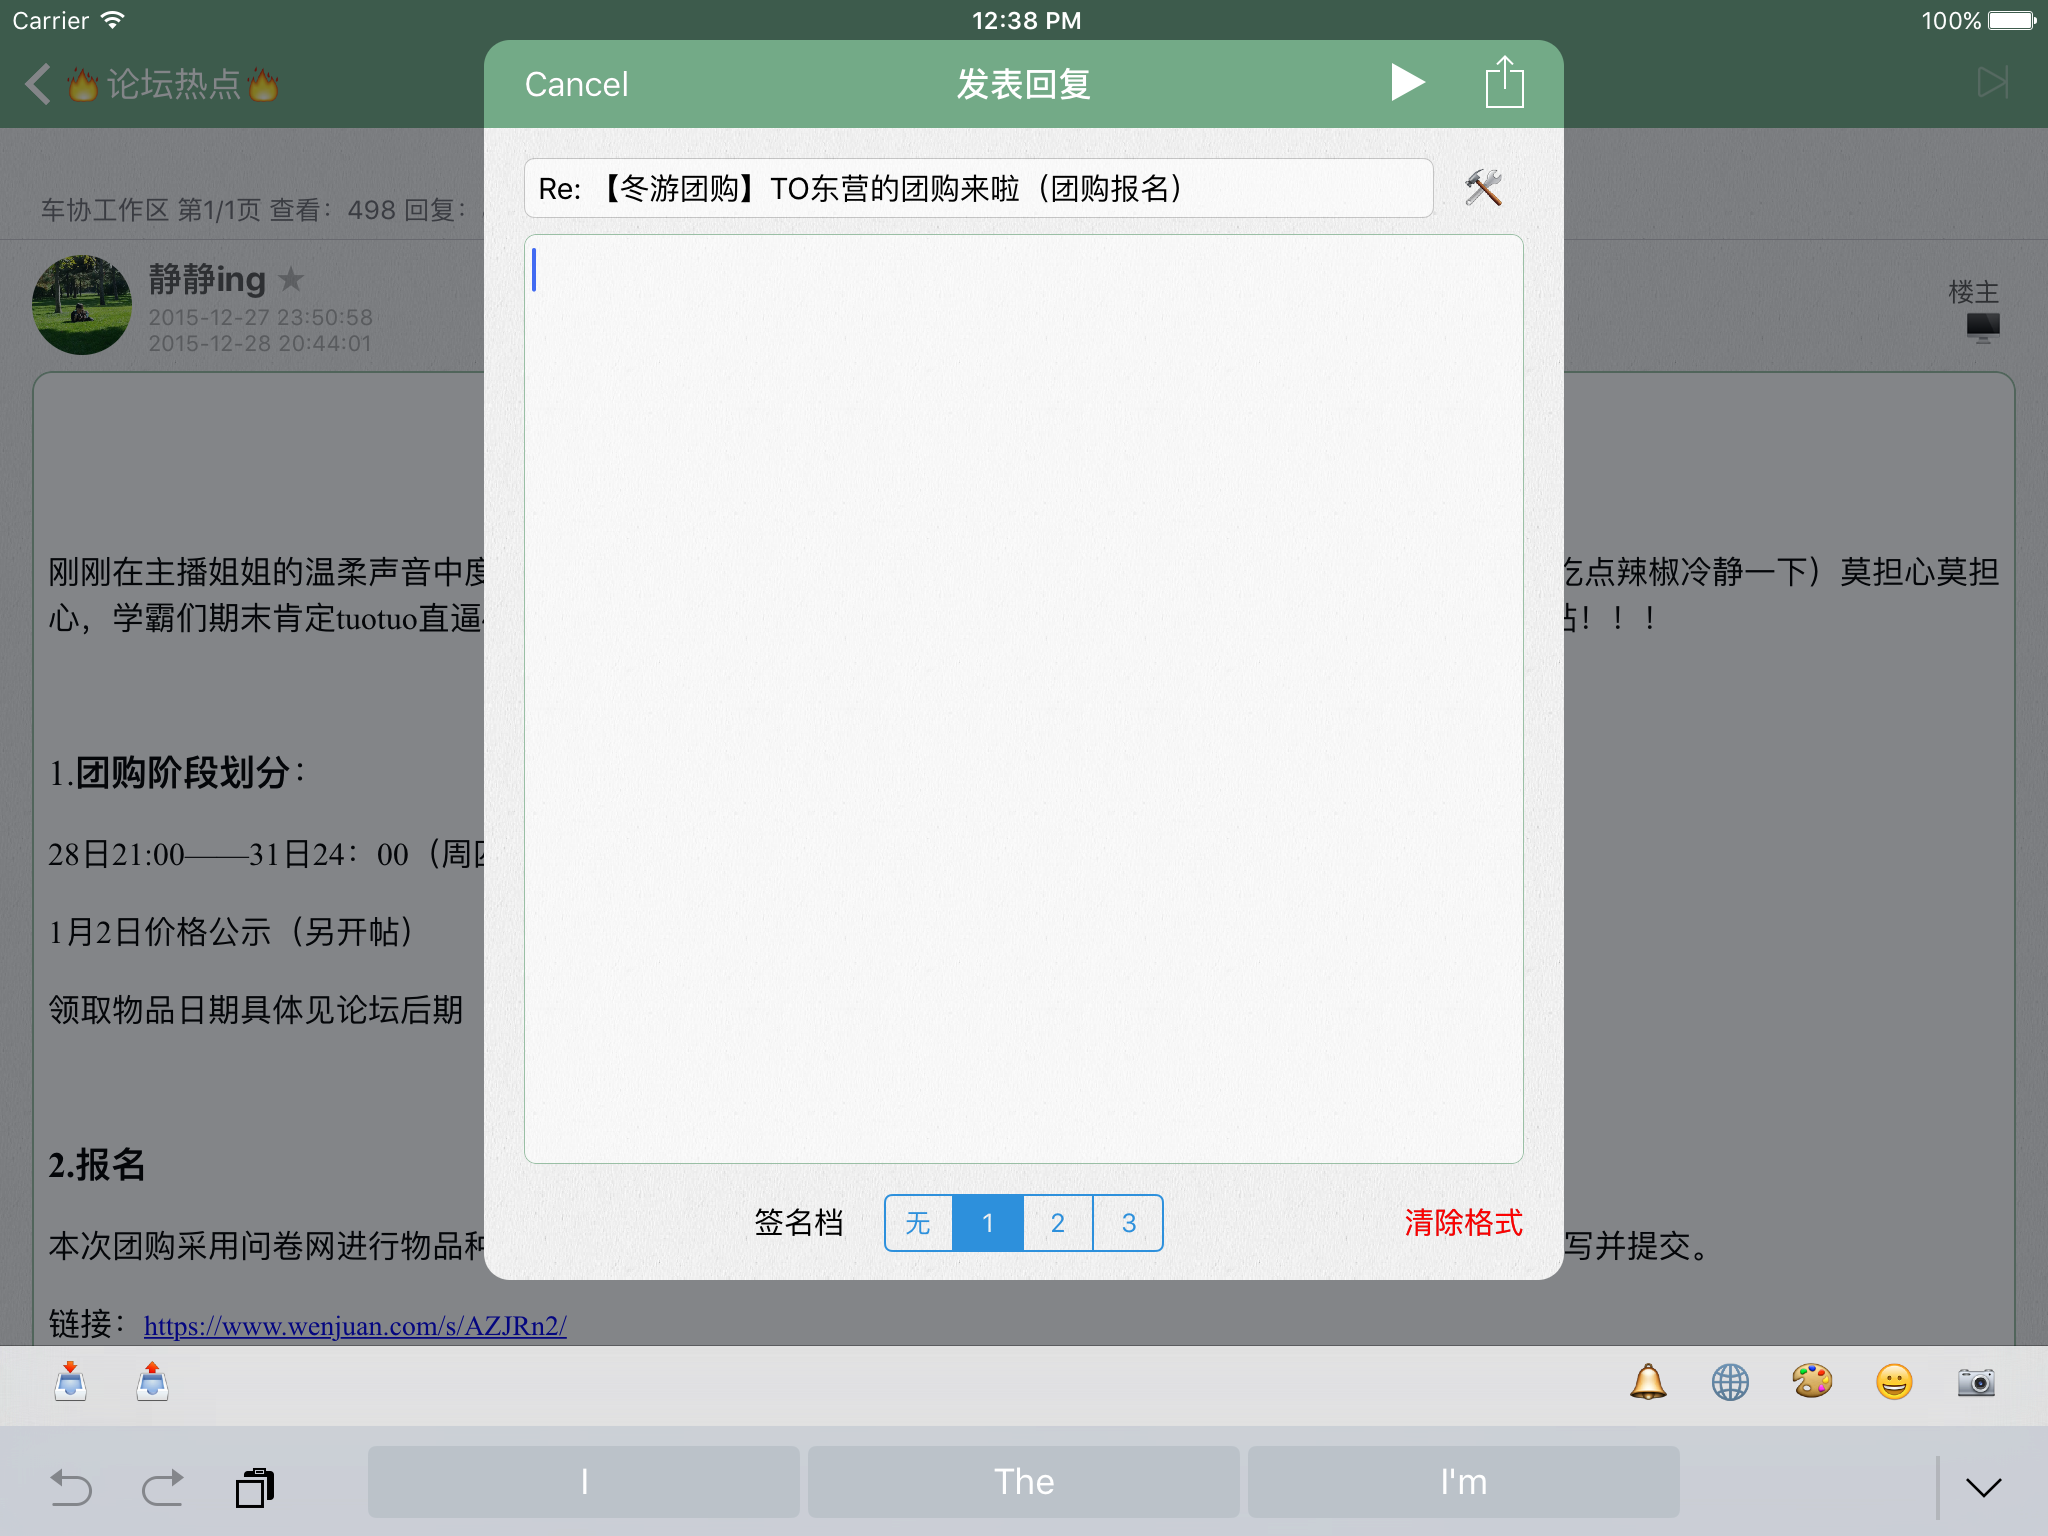 Carrier 12:38 PM 100%
论坛热点
Cancel 发表回复
Re: 【冬游团购】TO东营的团购来啦（团购报名）
车协工作区 第1/1页 查看：498 回复：
静静ing
2015-12-27 23:50:58
2015-12-28 20:44:01
楼主
刚刚在主播姐姐的温柔声音中
点辣椒冷静一下）莫担心莫担
心，学霸们期末肯定tuotuo直逼
！！！
1.团购阶段划分：
28日21:00——31日24：00（周
1月2日价格公示（另开帖）
领取物品日期具体见论坛后期
2.报名
本次团购采用问卷网进行物品种
写并提交。
签名档 无 1 2 3 清除格式
链接：https://www.wenjuan.com/s/AZJRn2/
I The I'm